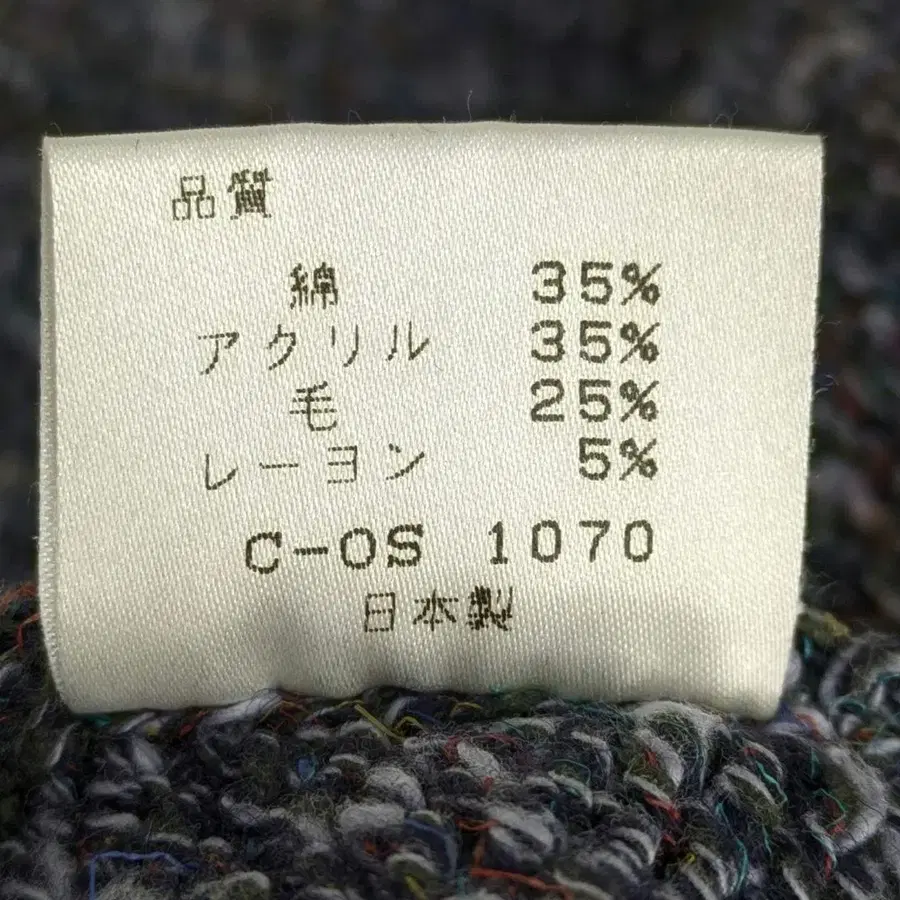 品質
綿 35%
アクリル 35%
毛 25%
レーヨン 5%
C-OS 1070
日本製